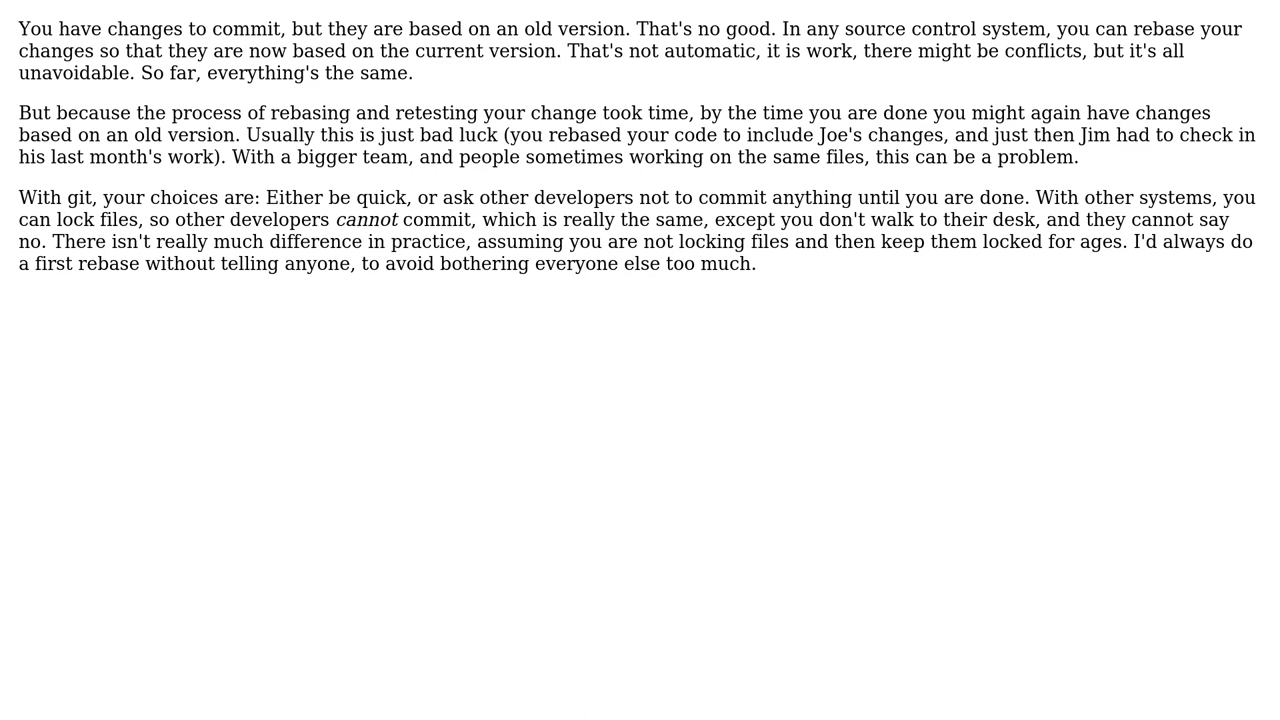 You have changes to commit, but they are based on an old version. That's no good. In any source control system, you can rebase your
changes so that they are now based on the current version. That's not automatic, it is work, there might be conflicts, but it's all
unavoidable. So far, everything's the same.
But because the process of rebasing and retesting your change took time, by the time you are done you might again have changes
based on an old version. Usually this is just bad luck (you rebased your code to include Joe's changes, and just then Jim had to check in
his last month's work). With a bigger team, and people sometimes working on the same files, this can be a problem.
With git, your choices are: Either be quick, or ask other developers not to commit anything until you are done. With other systems, you
can lock files, so other developers cannot commit, which is really the same, except you don't walk to their desk, and they cannot say
no. There isn't really much difference in practice, assuming you are not locking files and then keep them locked for ages. I'd always do
a first rebase without telling anyone, to avoid bothering everyone else too much.